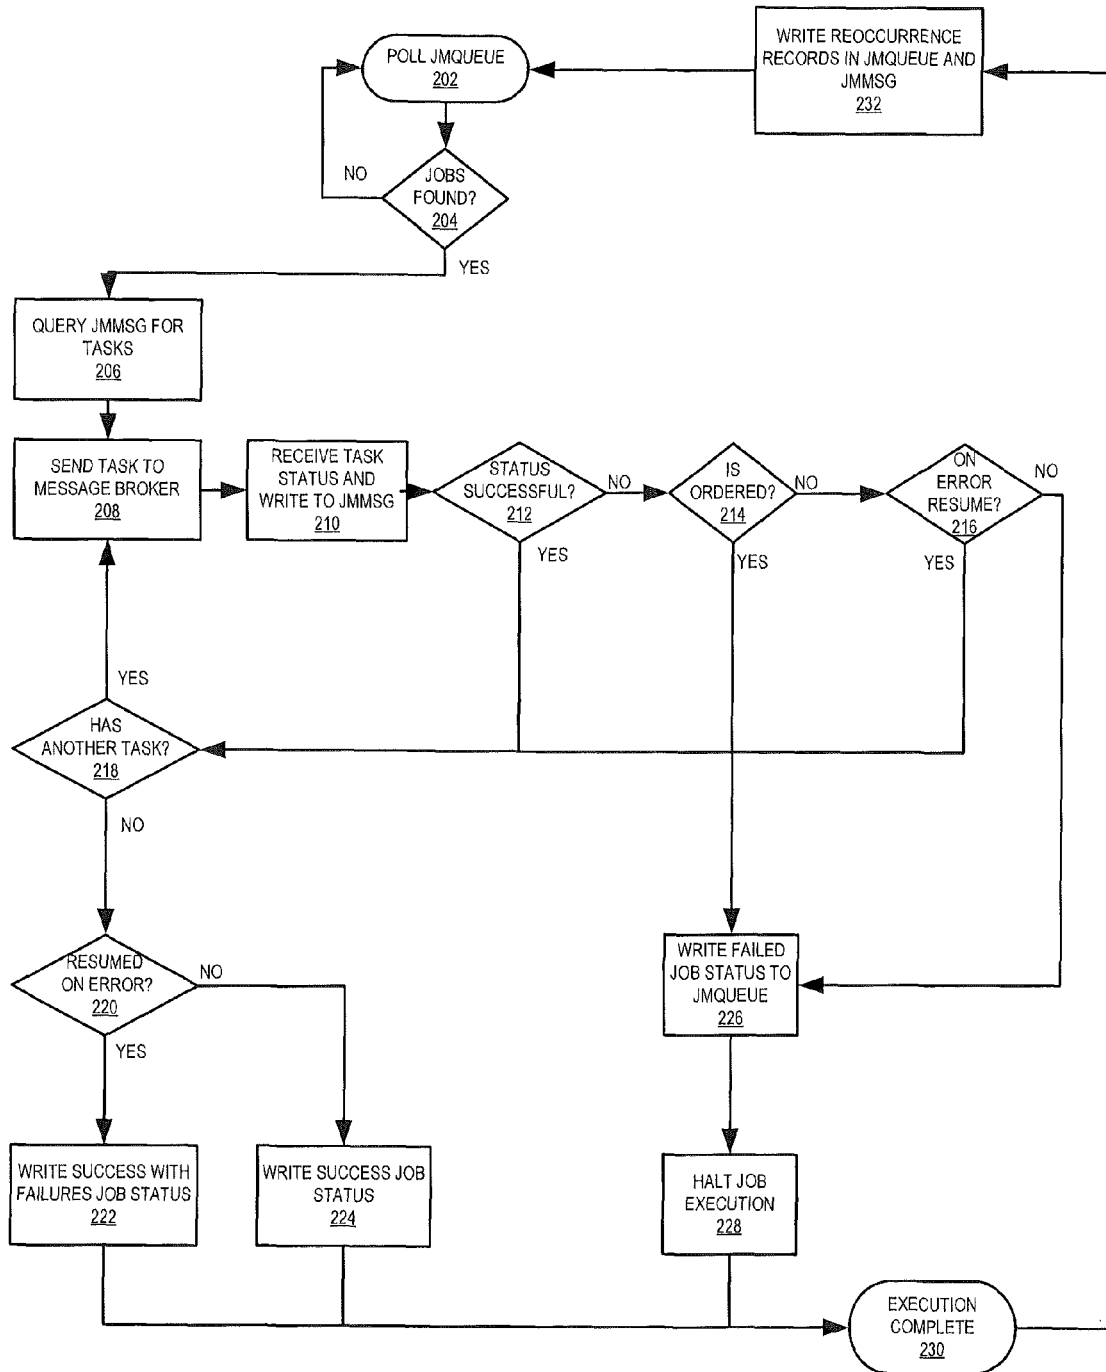 POLL JMQUEUE
202
WRITE REOCCURRENCE
RECORDS IN JMQUEUE AND
JMMSG
232
NO
JOBS
FOUND?
204
YES
QUERY JMMSG FOR
TASKS
206
SEND TASK TO
MESSAGE BROKER
208
RECEIVE TASK
STATUS AND
WRITE TO JMMSG
210
STATUS
SUCCESSFUL?
212
NO
YES
IS
ORDERED?
214
NO
YES
ON
ERROR
RESUME?
216
NO
YES
YES
HAS
ANOTHER TASK?
218
NO
RESUMED
ON ERROR?
220
NO
YES
WRITE FAILED
JOB STATUS TO
JMQUEUE
226
WRITE SUCCESS WITH
FAILURES JOB STATUS
222
WRITE SUCCESS JOB
STATUS
224
HALT JOB
EXECUTION
228
EXECUTION
COMPLETE
230